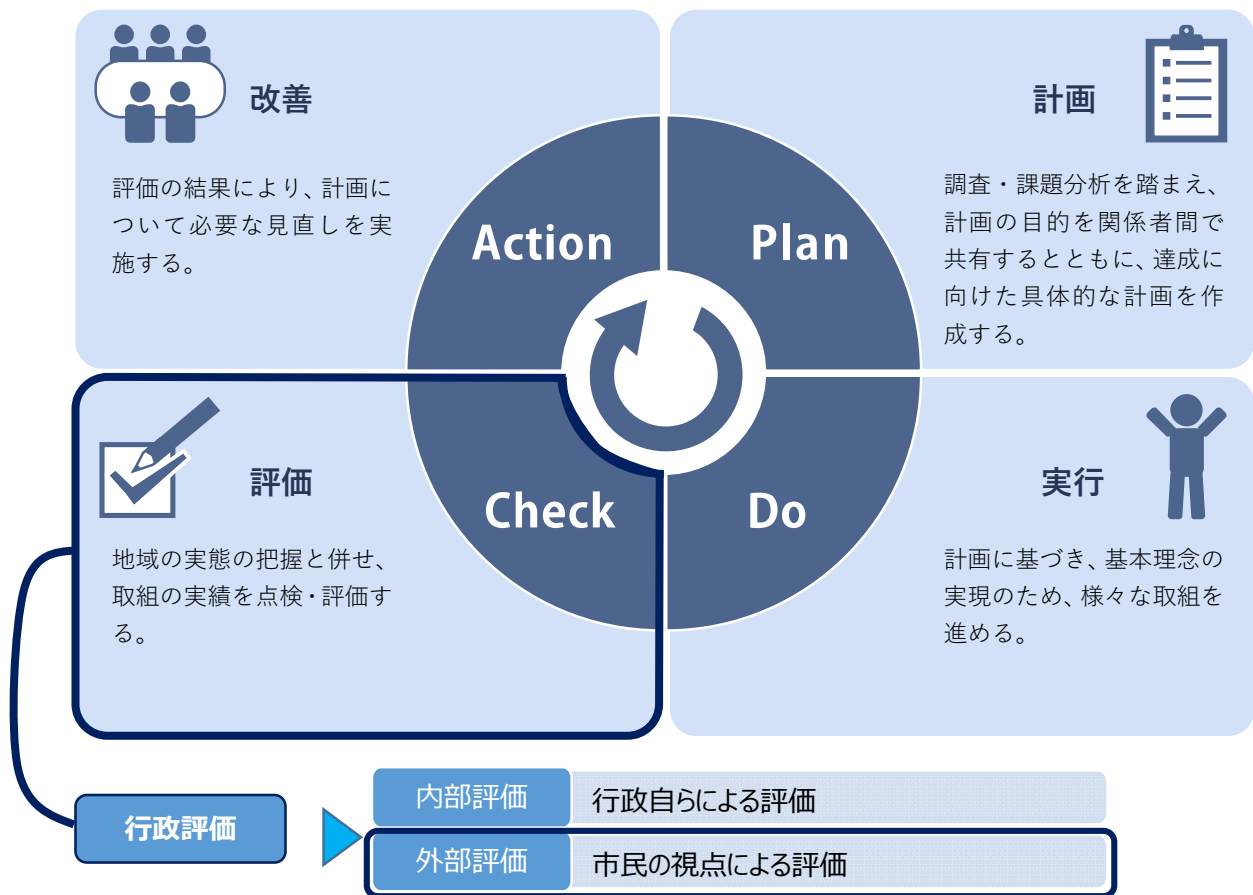 改善
評価の結果により、計画に
ついて必要な見直しを実
施する。
計画
調査・課題分析を踏まえ、
計画の目的を関係者間で
共有するとともに、達成に
向けた具体的な計画を作
成する。
Action
Plan
Check
Do
評価
地域の実態の把握と併せ、
取組の実績を点検・評価す
る。
実行
計画に基づき、基本理念の
実現のため、様々な取組を
進める。
行政評価
内部評価
行政自らによる評価
外部評価
市民の視点による評価